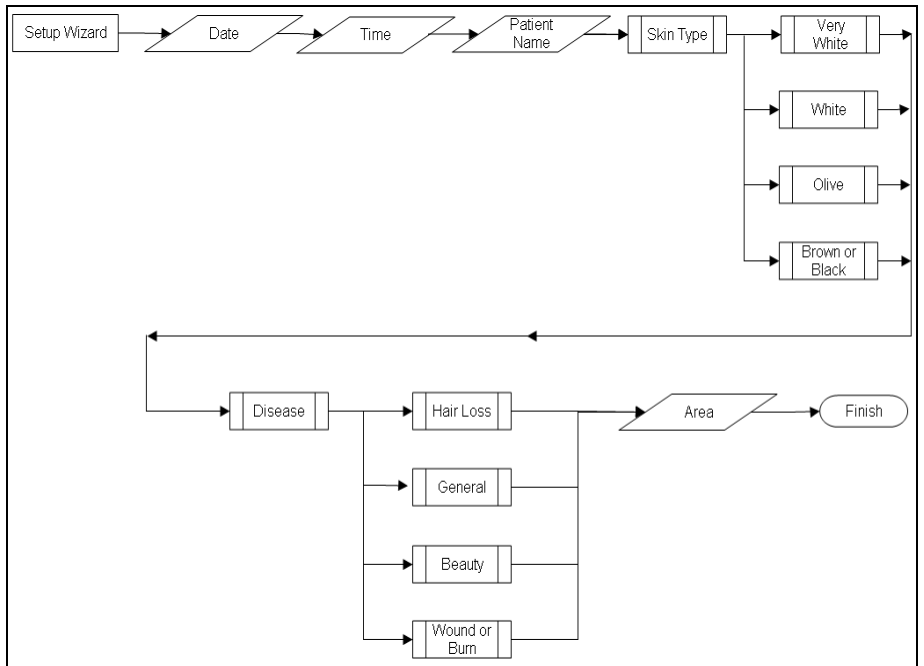 Setup Wizard
Date
Time
Patient
Name
Skin Type
Very
White
White
Olive
Brown or
Black
Disease
Hair Loss
Area
Finish
General
Beauty
Wound or
Burn